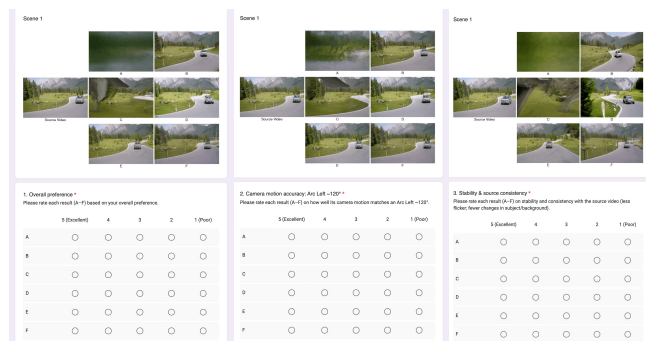 Scene 1
A
B
Source Video
C
D
E
F
1. Overall preference *
Please rate each result (A–F) based on your overall preference.
5 (Excellent) 4 3 2 1 (Poor)
A
B
C
D
E
F
Scene 1
A
B
Source Video
C
D
E
F
2. Camera motion accuracy: Arc Left ~120° *
Please rate each result (A–F) on how well its camera motion matches an Arc Left ~120°.
5 (Excellent) 4 3 2 1 (Poor)
A
B
C
D
E
F
Scene 1
A
B
Source Video
C
D
E
F
3. Stability & source consistency *
Please rate each result (A–F) on stability and consistency with the source video (less
flicker; fewer changes in subject/background).
5 (Excellent) 4 3 2 1 (Poor)
A
B
C
D
E
F